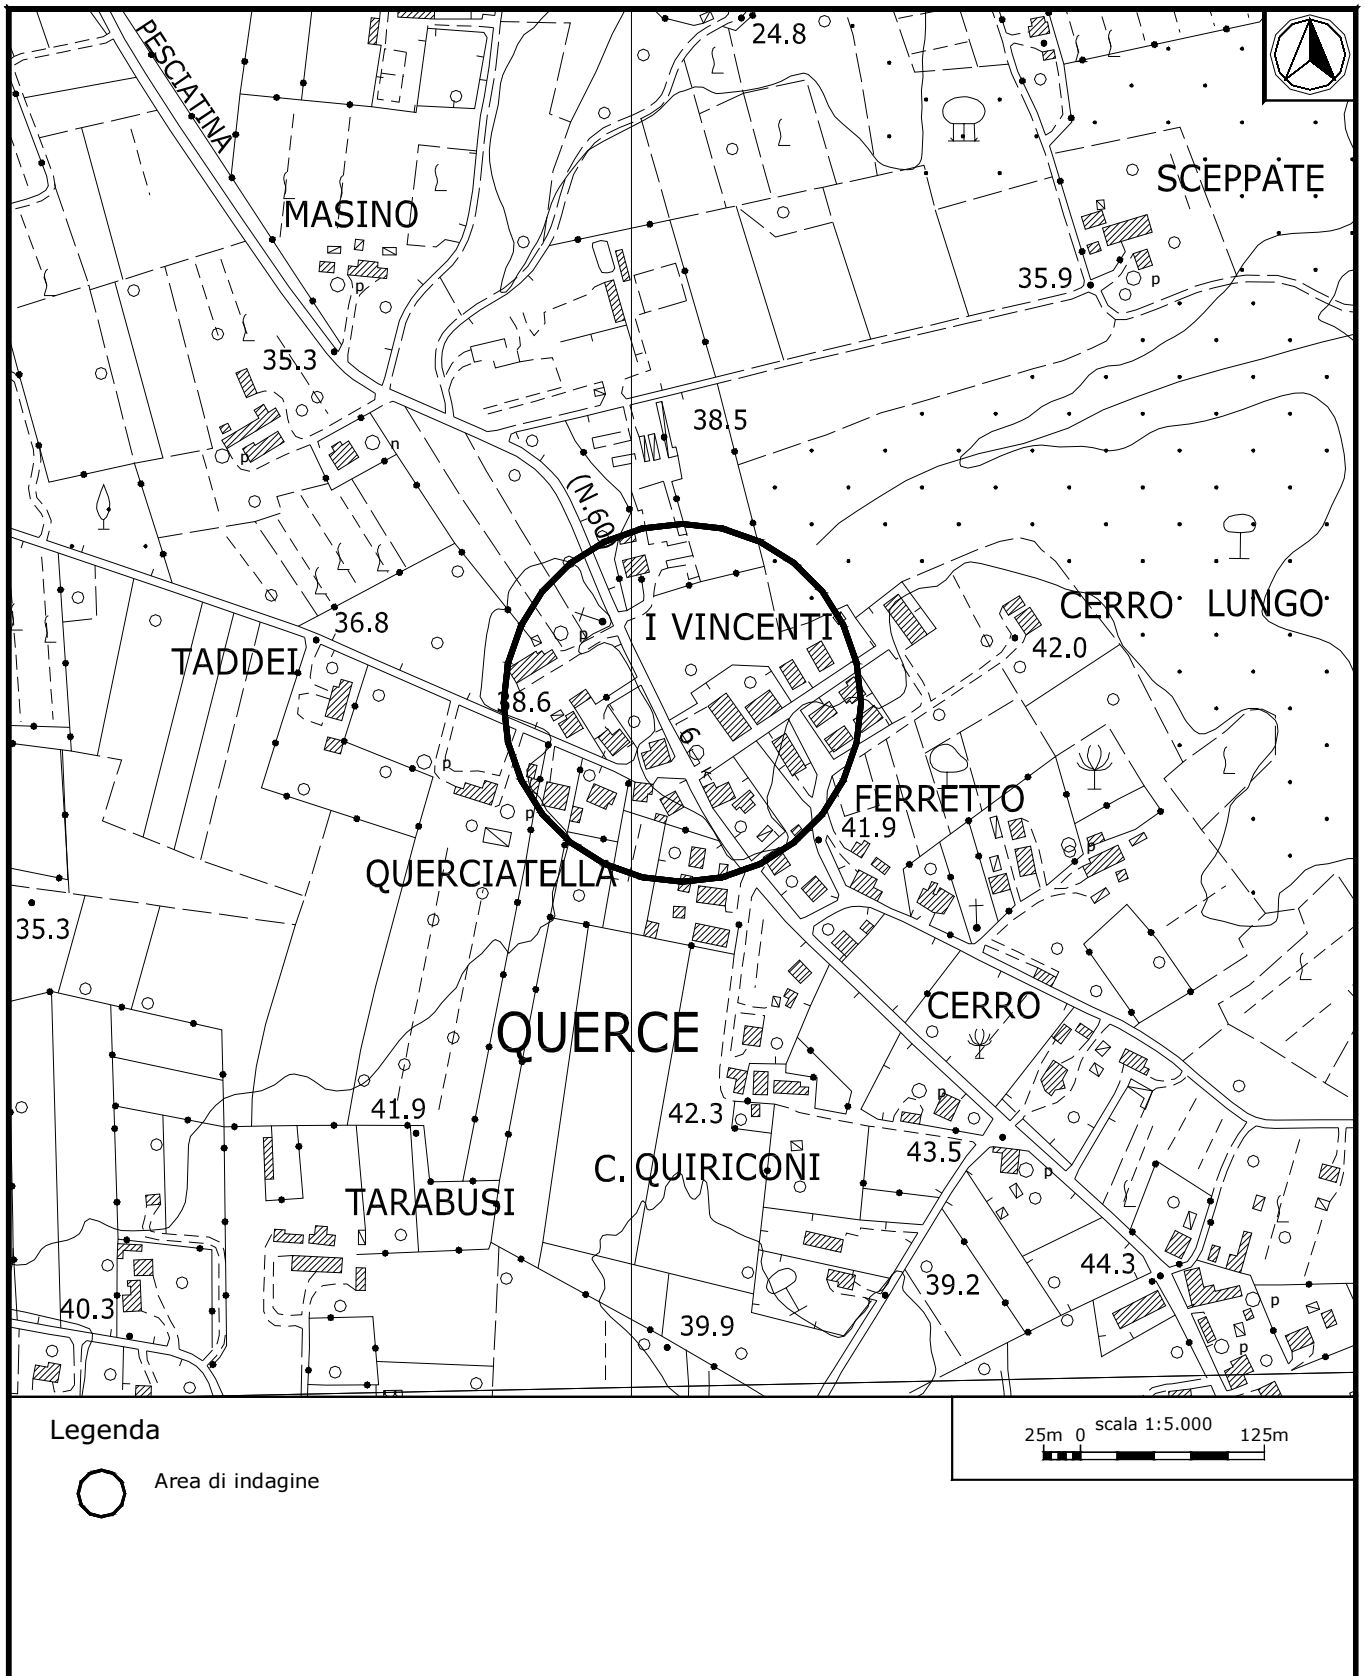 24.8
PESCIATINA
SCEPPATE
MASINO
35.9
p
p
35.3
38.5
n
p
(N.60)
CERRO LUNGO
36.8
I VINCENTI
p
42.0
TADDEI
38.6
6
p
FERRETTO
p
41.9
p
QUERCIATELLA
35.3
CERRO
QUERCE
p
41.9
42.3
43.5
C. QUIRICONI
p
TARABUSI
44.3
39.2
p
40.3
39.9
p
Legenda
Area di indagine
scala 1:5.000
25m 0 125m